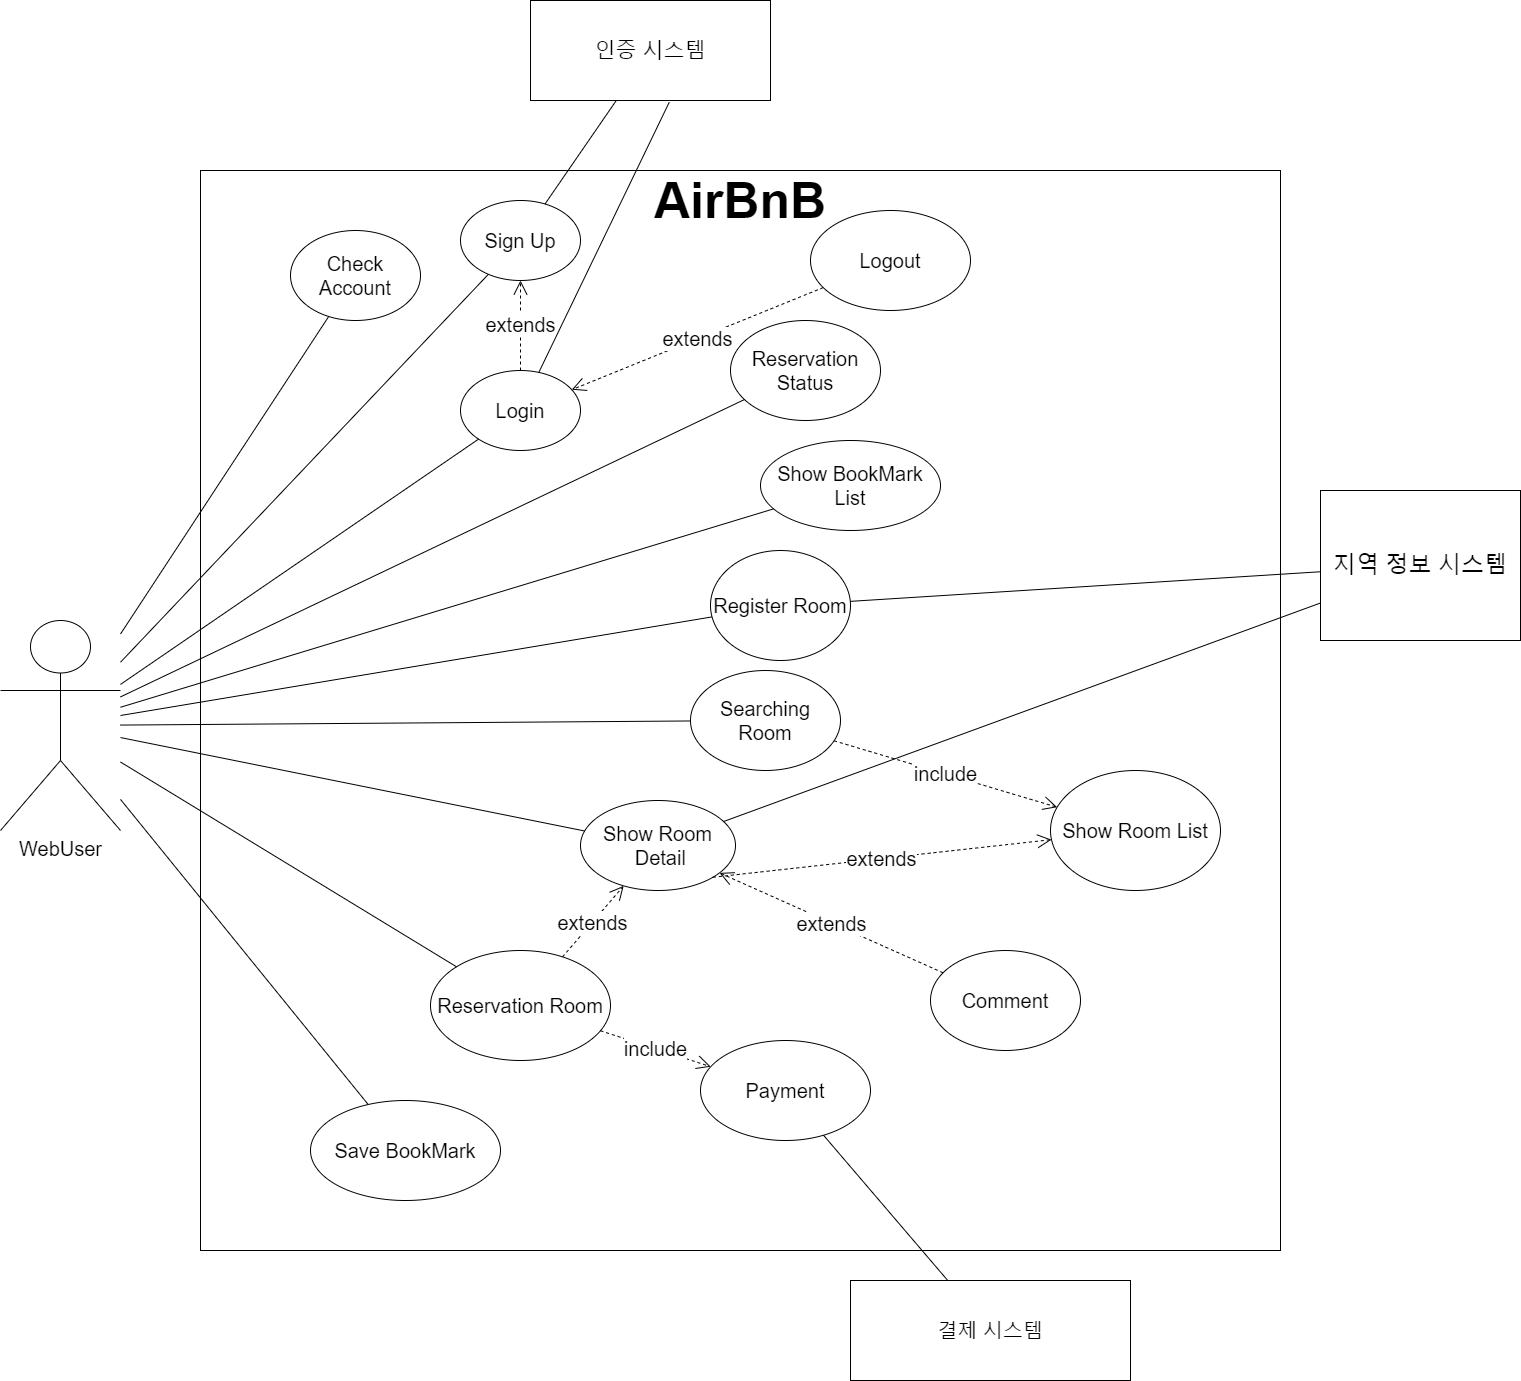 인증 시스템
AirBnB
Sign Up
Check
Account
Logout
extends
extends
Reservation
Status
Login
Show BookMark
List
지역 정보 시스템
Register Room
Searching
Room
include
Show Room List
Show Room
Detail
WebUser
extends
extends
extends
Comment
Reservation Room
include
Payment
Save BookMark
결제 시스템